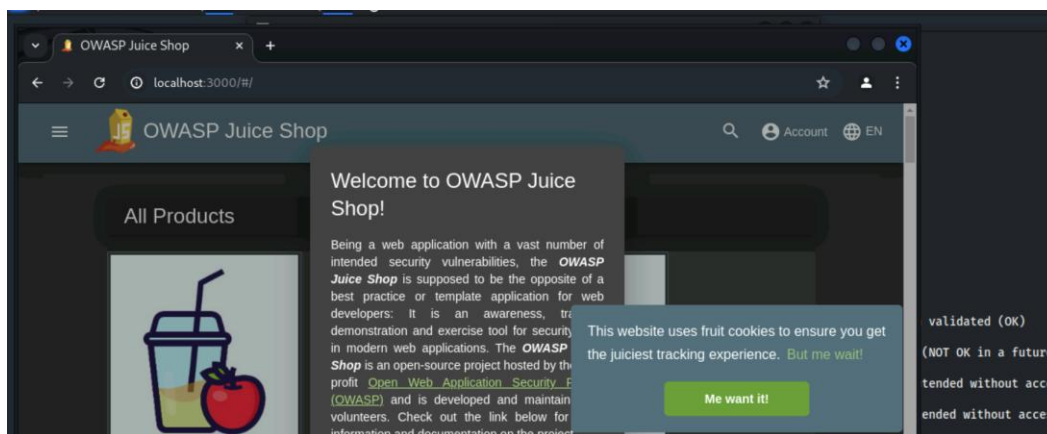 OWASP Juice Shop
localhost:3000/#/
OWASP Juice Shop
Account
EN
All Products
Welcome to OWASP Juice
Shop!
Being a web application with a vast number of
intended security vulnerabilities, the OWASP
Juice Shop is supposed to be the opposite of a
best practice or template application for web
developers: It is an awareness,
demonstration and exercise tool for security
in modern web applications. The OWASP
Shop is an open-source project hosted by the
profit Open Web Application Security
(OWASP) and is developed and maintain
volunteers. Check out the link below for
information and documentation on the project
This website uses fruit cookies to ensure you get
the juiciest tracking experience. But me wait!
Me want it!
validated (OK)
(NOT OK in a futur
tended without acc
ended without acce